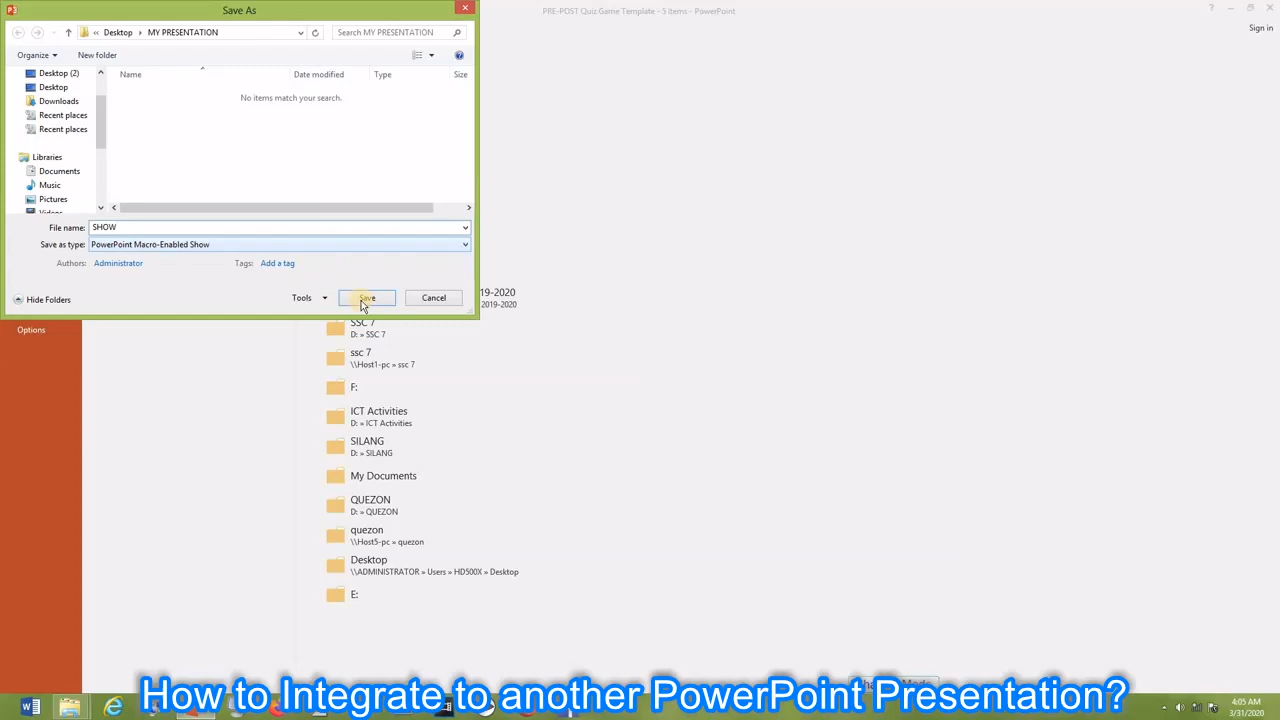 Save As
PRE-POST Quiz Game Template - 5 Items - PowerPoint
Sign in
« Desktop MY PRESENTATION
Search MY PRESENTATION
Organize
New folder
Name
Date modified
Type
Size
No items match your search.
Desktop (2)
Desktop
Downloads
Recent places
Recent places
Libraries
Documents
Music
Pictures
Videos
File name: SHOW
Save as type: PowerPoint Macro-Enabled Show
Authors: Administrator
Tags: Add a tag
Hide Folders
Tools
Save
Cancel
Options
19-2020
2019-2020
SSC 7
D: » SSC 7
ssc 7
\\Host1-pc » ssc 7
F:
ICT Activities
D: » ICT Activities
SILANG
D: » SILANG
My Documents
QUEZON
D: » QUEZON
quezon
\\Host5-pc » quezon
Desktop
\\ADMINISTRATOR » Users » HD500X » Desktop
E:
How to Integrate to another PowerPoint Presentation?
4:05 AM
3/31/2020